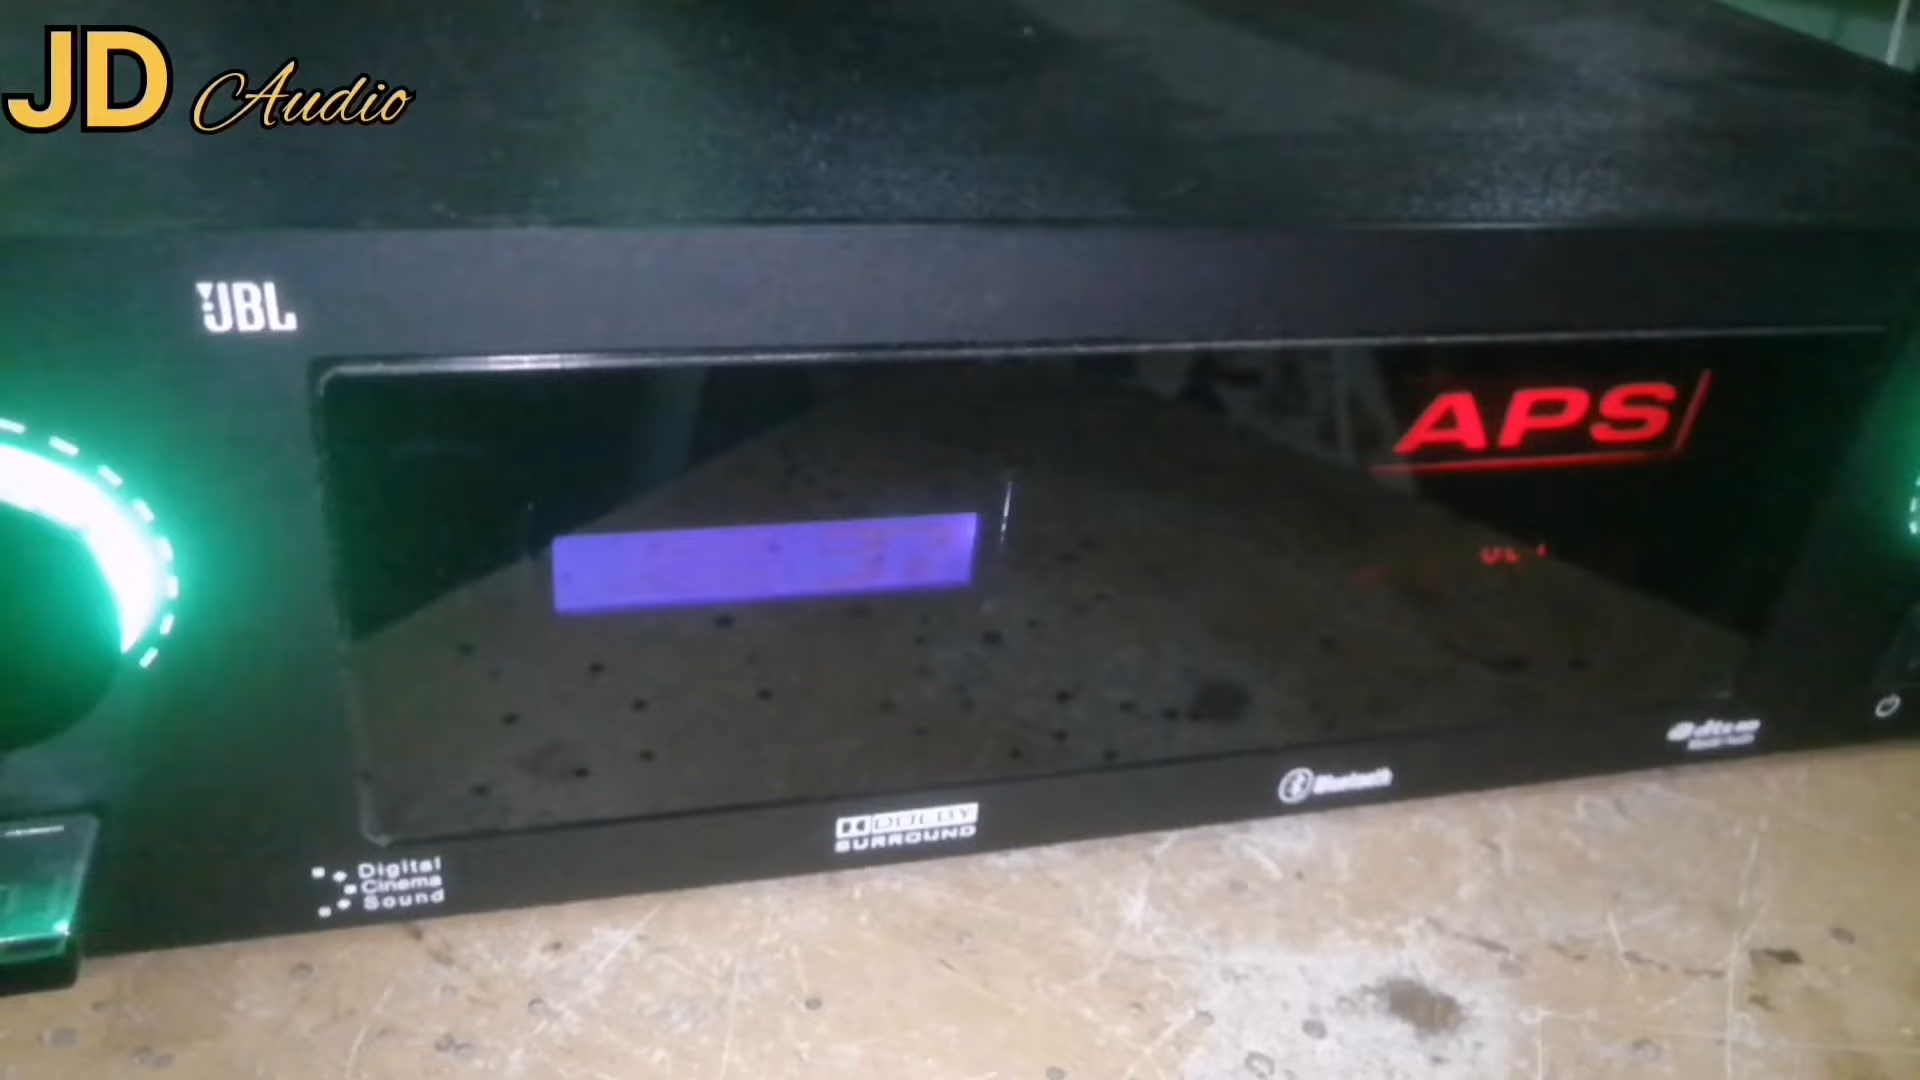 JD Audio
JBL
APS
DOLBY
SURROUND
Bluetooth
Digital
Cinema
Sound